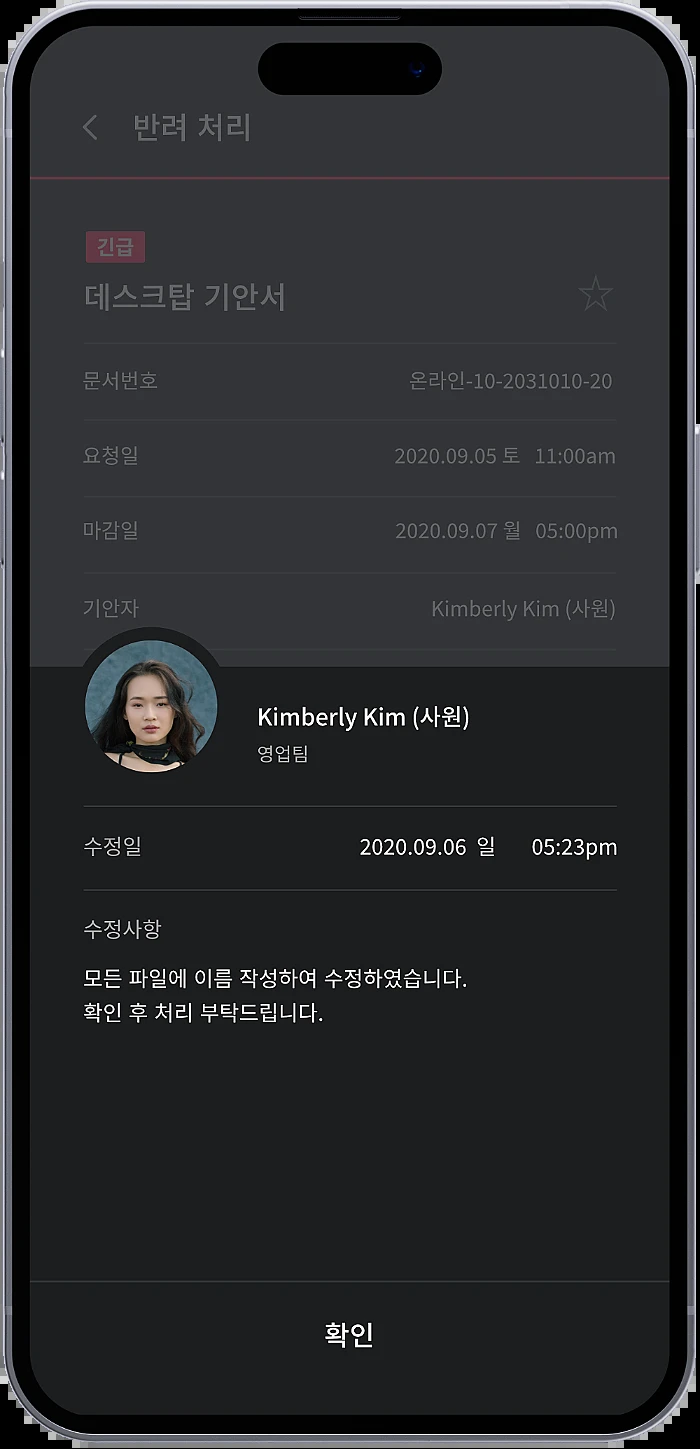 반려 처리
긴급
데스크탑 기안서
문서번호 온라인-10-2031010-20
요청일 2020.09.05 토 11:00am
마감일 2020.09.07 월 05:00pm
기안자 Kimberly Kim (사원)
Kimberly Kim (사원)
영업팀
수정일 2020.09.06 일 05:23pm
수정사항
모든 파일에 이름 작성하여 수정하였습니다.
확인 후 처리 부탁드립니다.
확인